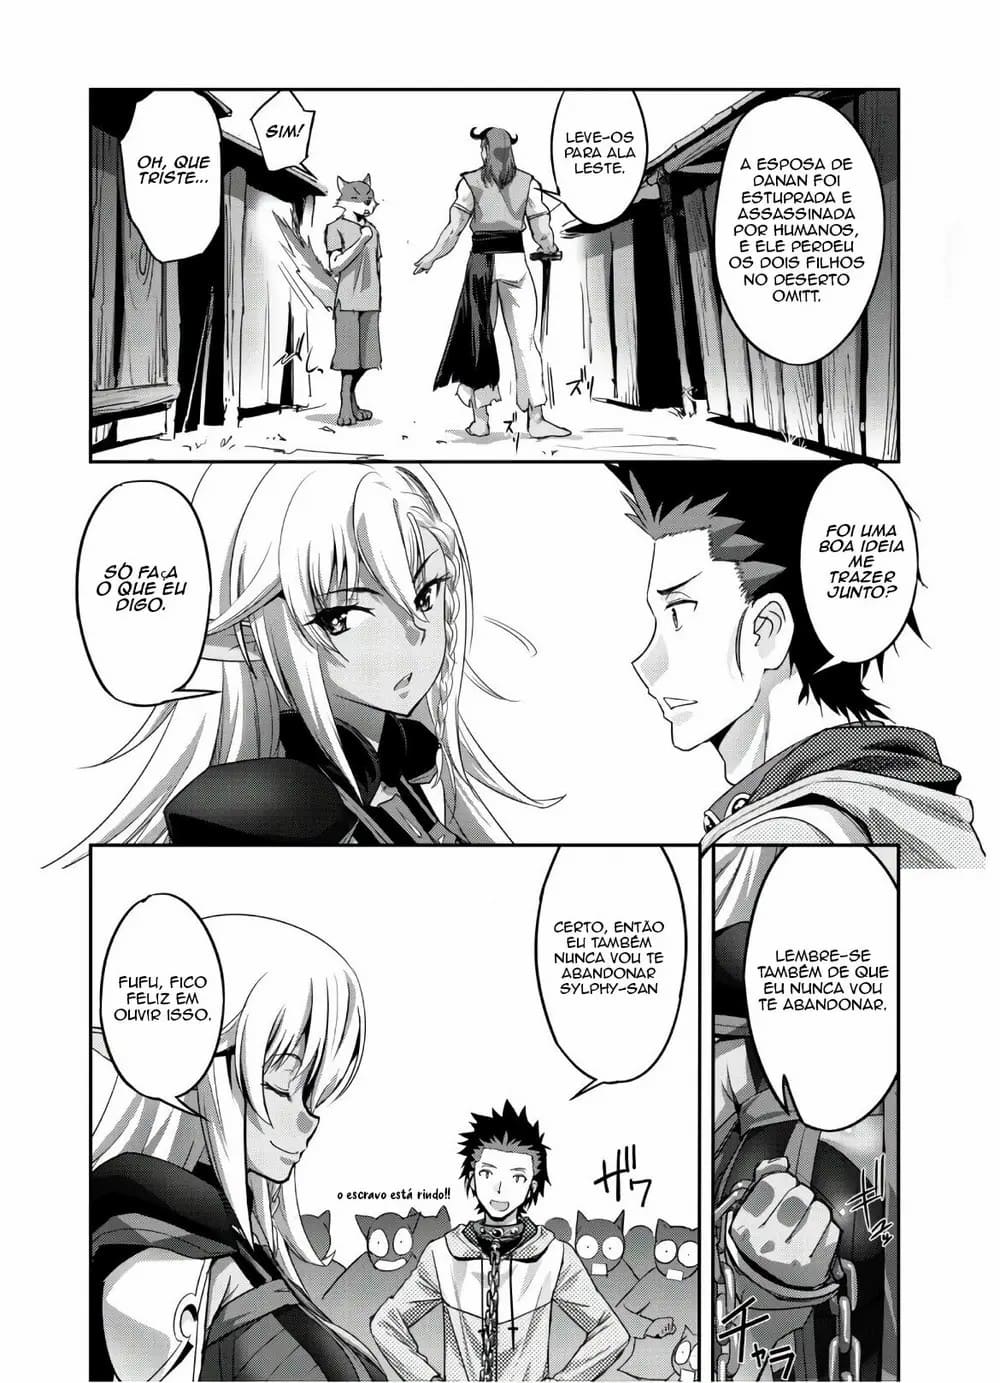 A ESPOSA DE
DANAN FOI
ESTUPRADA E
ASSASSINADA
POR HUMANOS,
E ELE PERDEU
OS DOIS FILHOS
NO DESERTO
OMITT.
LEVE-OS
PARA ALA
LESTE.
SIM!
OH, QUE
TRISTE...
ズ
ズッ
FOI UMA
BOA IDEIA
ME
TRAZER
JUNTO?
SÓ FAÇA
O QUE EU
DIGO.
LEMBRE-SE
TAMBÉM DE QUE
EU NUNCA VOU
TE ABANDONAR.
チャラ
CERTO, ENTÃO
EU TAMBÉM
NUNCA VOU TE
ABANDONAR
SYLPHY-SAN
FUFU, FICO
FELIZ EM
OUVIR ISSO.
o escravo está rindo!!